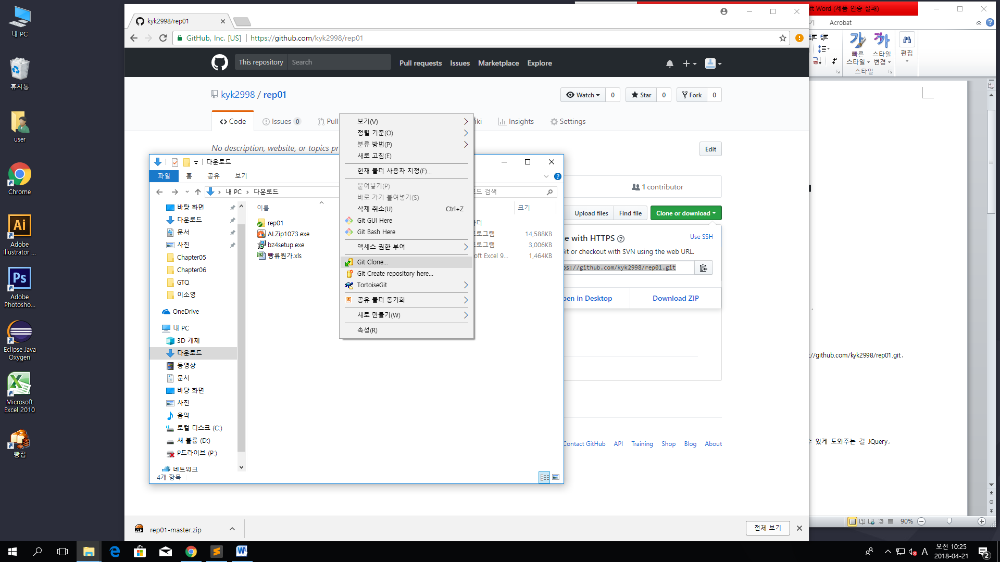 내 PC
휴지통
user
Chrome
Adobe
Illustrator ...
Adobe
Photosho...
Eclipse Java
Oxygen
Microsoft
Excel 2010
빵집
kyk2998/rep01
GitHub, Inc. [US]
https://github.com/kyk2998/rep01
This repository
Search
Pull requests
Issues
Marketplace
Explore
kyk2998 / rep01
Watch
0
Star
0
Fork
0
Code
Issues 0
Pull
iki
Insights
Settings
No description, website, or topics pr
Edit
1 contributor
Upload files
Find file
Clone or download
e with HTTPS
Use SSH
it or checkout with SVN using the web URL.
ps://github.com/kyk2998/rep01.git
pen in Desktop
Download ZIP
Contact GitHub
API
Training
Shop
Blog
About
다운로드
파일
홈
공유
보기
내 PC
다운로드
드 검색
바탕 화면
다운로드
문서
사진
Chapter05
Chapter06
GTQ
이소영
OneDrive
내 PC
3D 개체
다운로드
동영상
문서
바탕 화면
사진
음악
로컬 디스크 (C:)
새 볼륨 (D:)
P드라이브 (P:)
네트워크
4개 항목
이름
크기
rep01
더
ALZip1073.exe
프로그램
14,588KB
bz4setup.exe
프로그램
3,006KB
빵류원가.xls
oft Excel 9...
1,464KB
보기(V)
정렬 기준(O)
분류 방법(P)
새로 고침(E)
현재 폴더 사용자 지정(F)...
붙여넣기(P)
바로 가기 붙여넣기(S)
삭제 취소(U)
Ctrl+Z
Git GUI Here
Git Bash Here
액세스 권한 부여
Git Clone...
Git Create repository here...
TortoiseGit
공유 폴더 동기화
새로 만들기(W)
속성(R)
ft Word (제품 인증 실패)
기
Acrobat
가
가가
빠른
스타일
스타일
변경
편집
스타일
://github.com/kyk2998/rep01.git
수 있게 도와주는 걸 JQuery..
90%
ZIP
rep01-master.zip
전체 보기
A
오전 10:25
2018-04-21
2